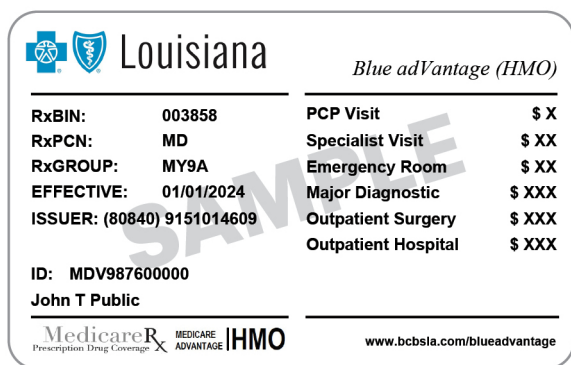 Louisiana
Blue adVantage (HMO)
RxBIN: 003858
RxPCN: MD
RxGROUP: MY9A
EFFECTIVE: 01/01/2024
ISSUER: (80840) 9151014609
ID: MDV987600000
John T Public
PCP Visit $ X
Specialist Visit $ XX
Emergency Room $ XX
Major Diagnostic $ XXX
Outpatient Surgery $ XXX
Outpatient Hospital $ XXX
SAMPLE
MedicareRx
Prescription Drug Coverage
MEDICARE
ADVANTAGE
HMO
www.bcbsla.com/blueadvantage